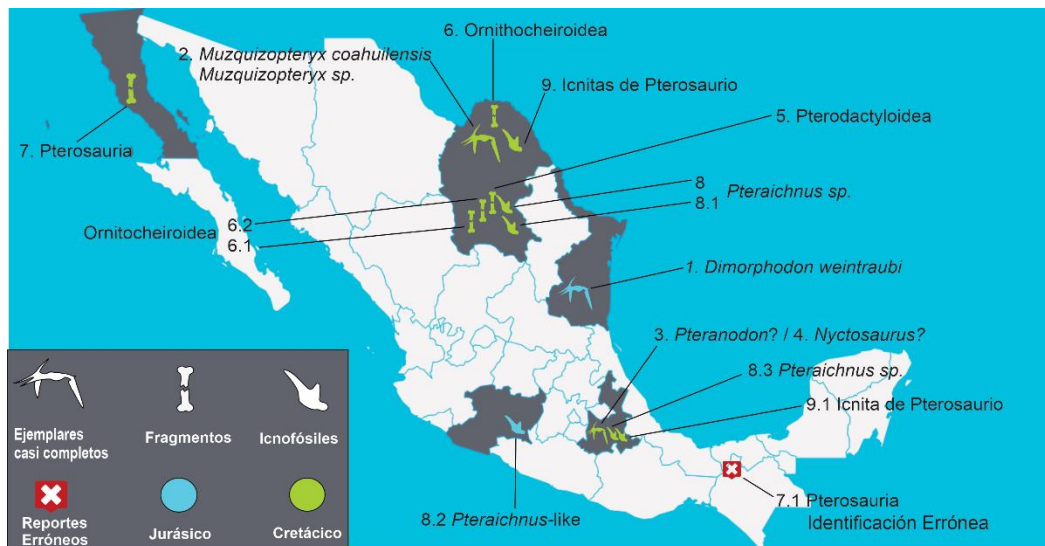 6. Ornithocheiroidea
2. Muzquizopteryx coahuilensis
Muzquizopteryx sp.
9. Icnitas de Pterosaurio
5. Pterodactyloidea
7. Pterosauria
8
Pteraichnus sp.
8.1
6.2
Ornitocheiroidea
6.1
1. Dimorphodon weintraubi
3. Pteranodon? / 4. Nyctosaurus?
8.3 Pteraichnus sp.
9.1 Icnita de Pterosaurio
8.2 Pteraichnus-like
7.1 Pterosauria
Identificación Errónea
Ejemplares
casi completos
Fragmentos
Icnofósiles
Reportes
Erróneos
Jurásico
Cretácico